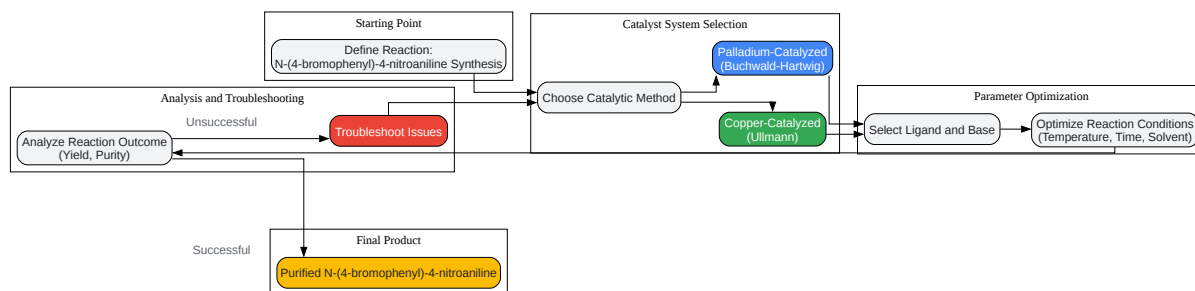 Starting Point
Define Reaction:
N-(4-bromophenyl)-4-nitroaniline Synthesis
Catalyst System Selection
Palladium-Catalyzed
(Buchwald-Hartwig)
Choose Catalytic Method
Copper-Catalyzed
(Ullmann)
Analysis and Troubleshooting
Unsuccessful
Troubleshoot Issues
Analyze Reaction Outcome
(Yield, Purity)
Parameter Optimization
Select Ligand and Base
Optimize Reaction Conditions
(Temperature, Time, Solvent)
Successful
Final Product
Purified N-(4-bromophenyl)-4-nitroaniline